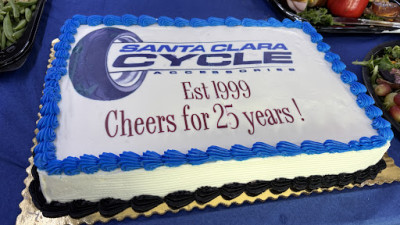 SANTA CLARA
CYCLE
ACCESSORIES
Est 1999
Cheers for 25 years !